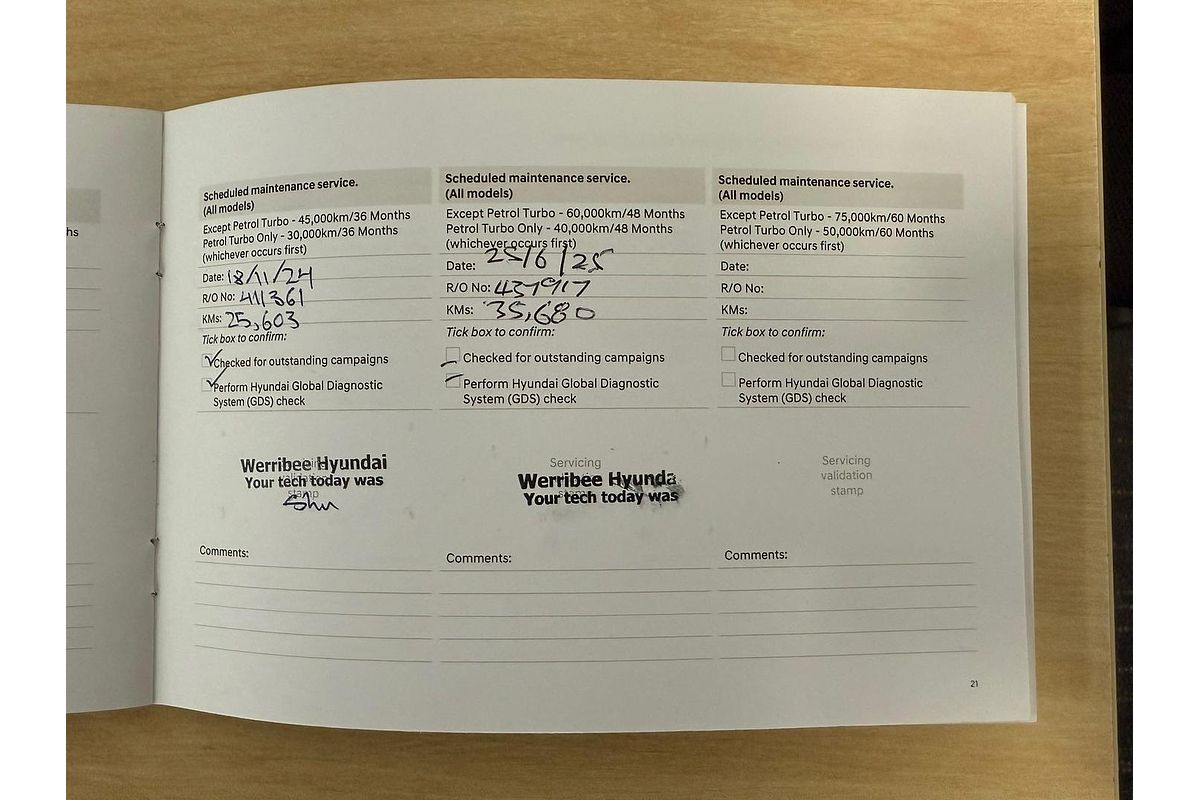 hs
Scheduled maintenance service.
(All models)
Except Petrol Turbo - 45,000km/36 Months
Petrol Turbo Only - 30,000km/36 Months
(whichever occurs first)
Date: 18/11/24
R/O No: 411361
KMs: 25,603
Tick box to confirm:
Checked for outstanding campaigns
Perform Hyundai Global Diagnostic
System (GDS) check
Werribee Hyundai
Your tech today was
validation
stamp
Comments:
Scheduled maintenance service.
(All models)
Except Petrol Turbo - 60,000km/48 Months
Petrol Turbo Only - 40,000km/48 Months
(whichever occurs first)
Date: 25/6/25
R/O No: 437917
KMs: 35,680
Tick box to confirm:
Checked for outstanding campaigns
Perform Hyundai Global Diagnostic
System (GDS) check
Servicing
Werribee Hyunda
Your tech today was
Comments:
Scheduled maintenance service.
(All models)
Except Petrol Turbo - 75,000km/60 Months
Petrol Turbo Only - 50,000km/60 Months
(whichever occurs first)
Date:
R/O No:
KMs:
Tick box to confirm:
Checked for outstanding campaigns
Perform Hyundai Global Diagnostic
System (GDS) check
Servicing
validation
stamp
Comments:
21